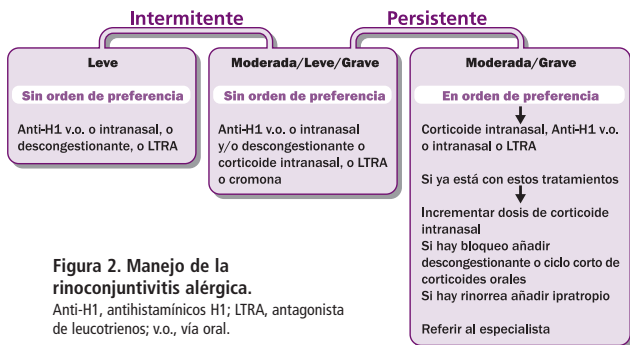 Intermitente
Persistente
Leve
Sin orden de preferencia
Anti-H1 v.o. o intranasal, o
descongestionante, o LTRA
Moderada/Leve/Grave
Sin orden de preferencia
Anti-H1 v.o. o intranasal
y/o descongestionante o
corticoide intranasal, o LTRA
o cromona
Moderada/Grave
En orden de preferencia
Corticoide intranasal, Anti-H1 v.o.
o intranasal o LTRA
Si ya está con estos tratamientos
Incrementar dosis de corticoide
intranasal
Si hay bloqueo añadir
descongestionante o ciclo corto de
corticoides orales
Si hay rinorrea añadir ipratropio
Referir al especialista
Figura 2. Manejo de la
rinoconjuntivitis alérgica.
Anti-H1, antihistamínicos H1; LTRA, antagonista
de leucotrienos; v.o., vía oral.